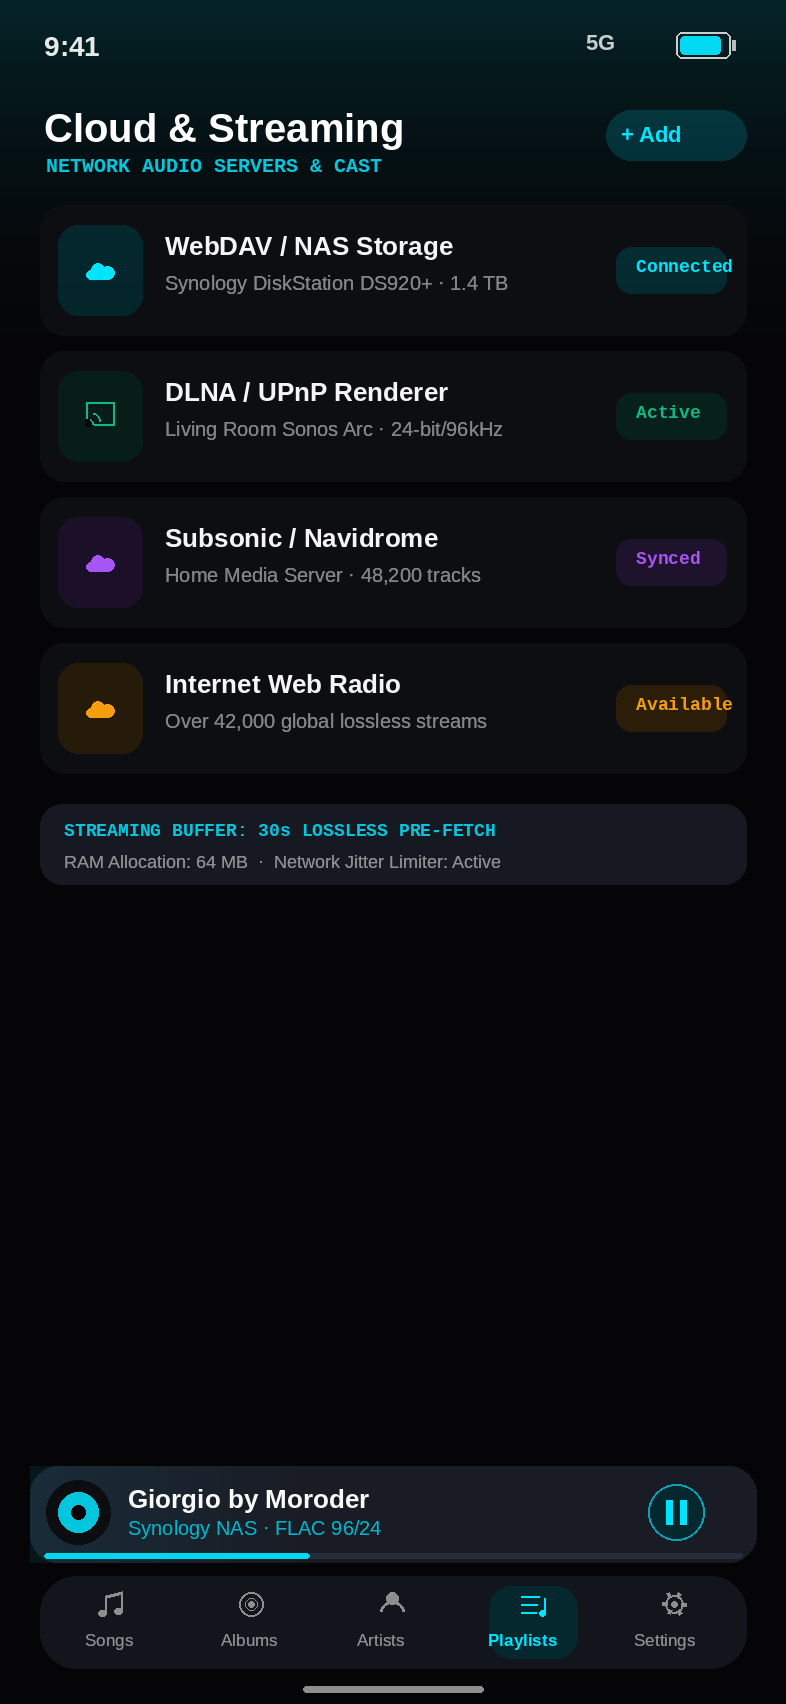 9:41
5G
Cloud & Streaming
+ Add
NETWORK AUDIO SERVERS & CAST
WebDAV / NAS Storage
Synology DiskStation DS920+ · 1.4 TB
Connected
DLNA / UPnP Renderer
Living Room Sonos Arc · 24-bit/96kHz
Active
Subsonic / Navidrome
Home Media Server · 48,200 tracks
Synced
Internet Web Radio
Over 42,000 global lossless streams
Available
STREAMING BUFFER: 30s LOSSLESS PRE-FETCH
RAM Allocation: 64 MB · Network Jitter Limiter: Active
Giorgio by Moroder
Synology NAS · FLAC 96/24
Songs
Albums
Artists
Playlists
Settings